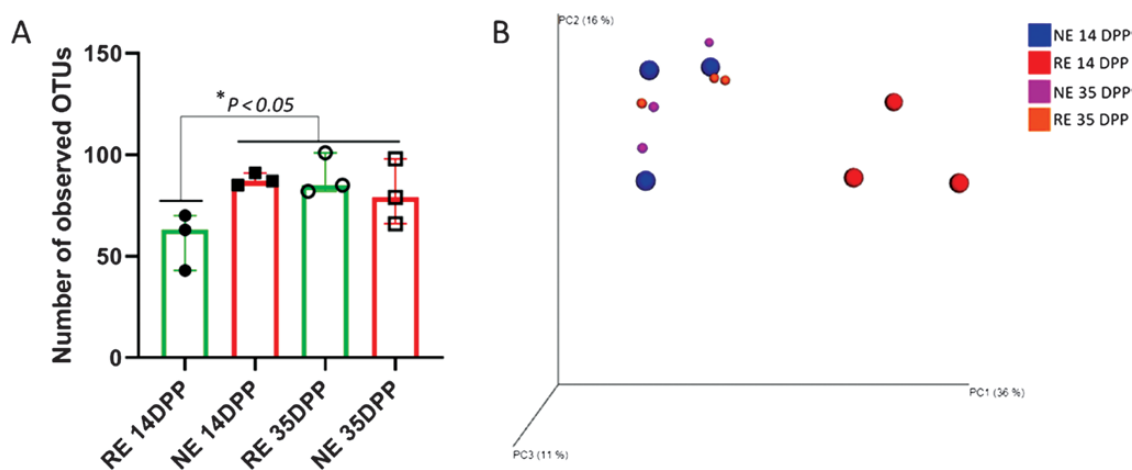 A
Number of observed OTUs
150
100
50
0
* P < 0.05
RE 14DPP
NE 14DPP
RE 35DPP
NE 35DPP
B
PC2 (16 %)
PC1 (36 %)
PC3 (11 %)
NE 14 DPP
RE 14 DPP
NE 35 DPP
RE 35 DPP